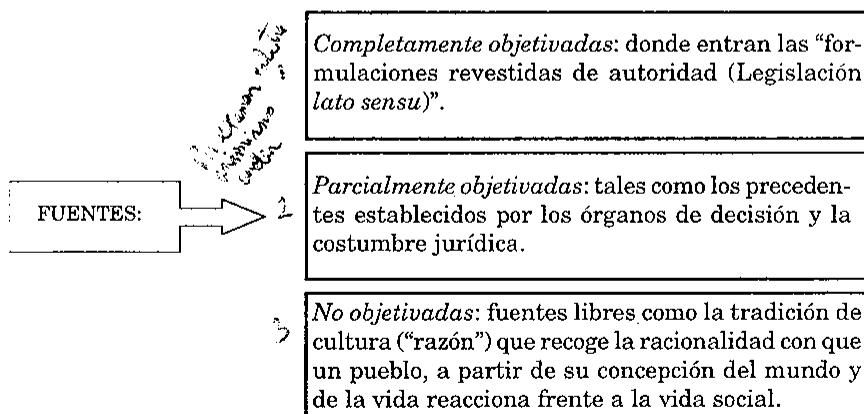 Completamente objetivadas: donde entran las “for-
mulaciones revestidas de autoridad (Legislación
lato sensu)”.
FUENTES:
2
Parcialmente objetivadas: tales como los preceden-
tes establecidos por los órganos de decisión y la
costumbre jurídica.
3
No objetivadas: fuentes libres como la tradición de
cultura (“razón”) que recoge la racionalidad con que
un pueblo, a partir de su concepción del mundo y
de la vida reacciona frente a la vida social.